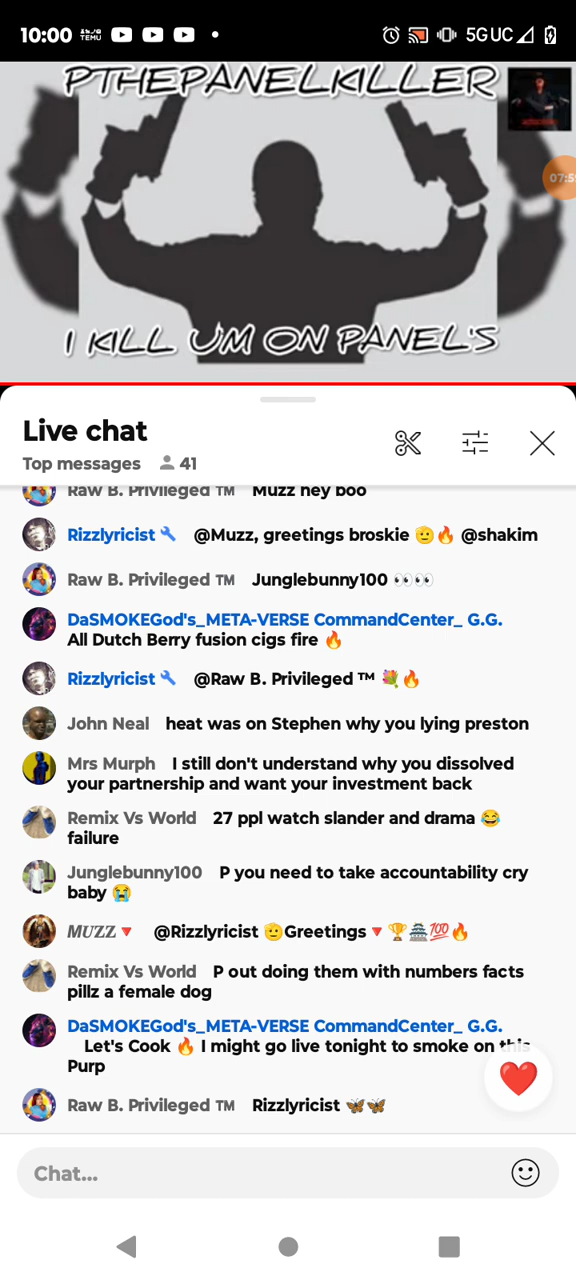 10:00 TEMU 5G UC
PTHEPANELKILLER
07:5
I KILL UM ON PANEL'S
Live chat
Top messages 41
Raw B. Privileged ™ Muzz hey boo
Rizzlyricist 🔧 @Muzz, greetings broskie 🫡🔥 @shakim
Raw B. Privileged ™ Junglebunny100 👀👀
DaSMOKEGod's_META-VERSE CommandCenter_ G.G.
All Dutch Berry fusion cigs fire 🔥
Rizzlyricist 🔧 @Raw B. Privileged ™ 💐🔥
John Neal heat was on Stephen why you lying preston
Mrs Murph I still don't understand why you dissolved
your partnership and want your investment back
Remix Vs World 27 ppl watch slander and drama 😂
failure
Junglebunny100 P you need to take accountability cry
baby 😭
𝑀𝑈𝑍𝑍🔻 @Rizzlyricist 🫡Greetings🔻🏆🏯💯🔥
Remix Vs World P out doing them with numbers facts
pillz a female dog
DaSMOKEGod's_META-VERSE CommandCenter_ G.G.
Let's Cook 🔥 I might go live tonight to smoke on this
Purp
Raw B. Privileged ™ Rizzlyricist 🦋🦋
Chat...